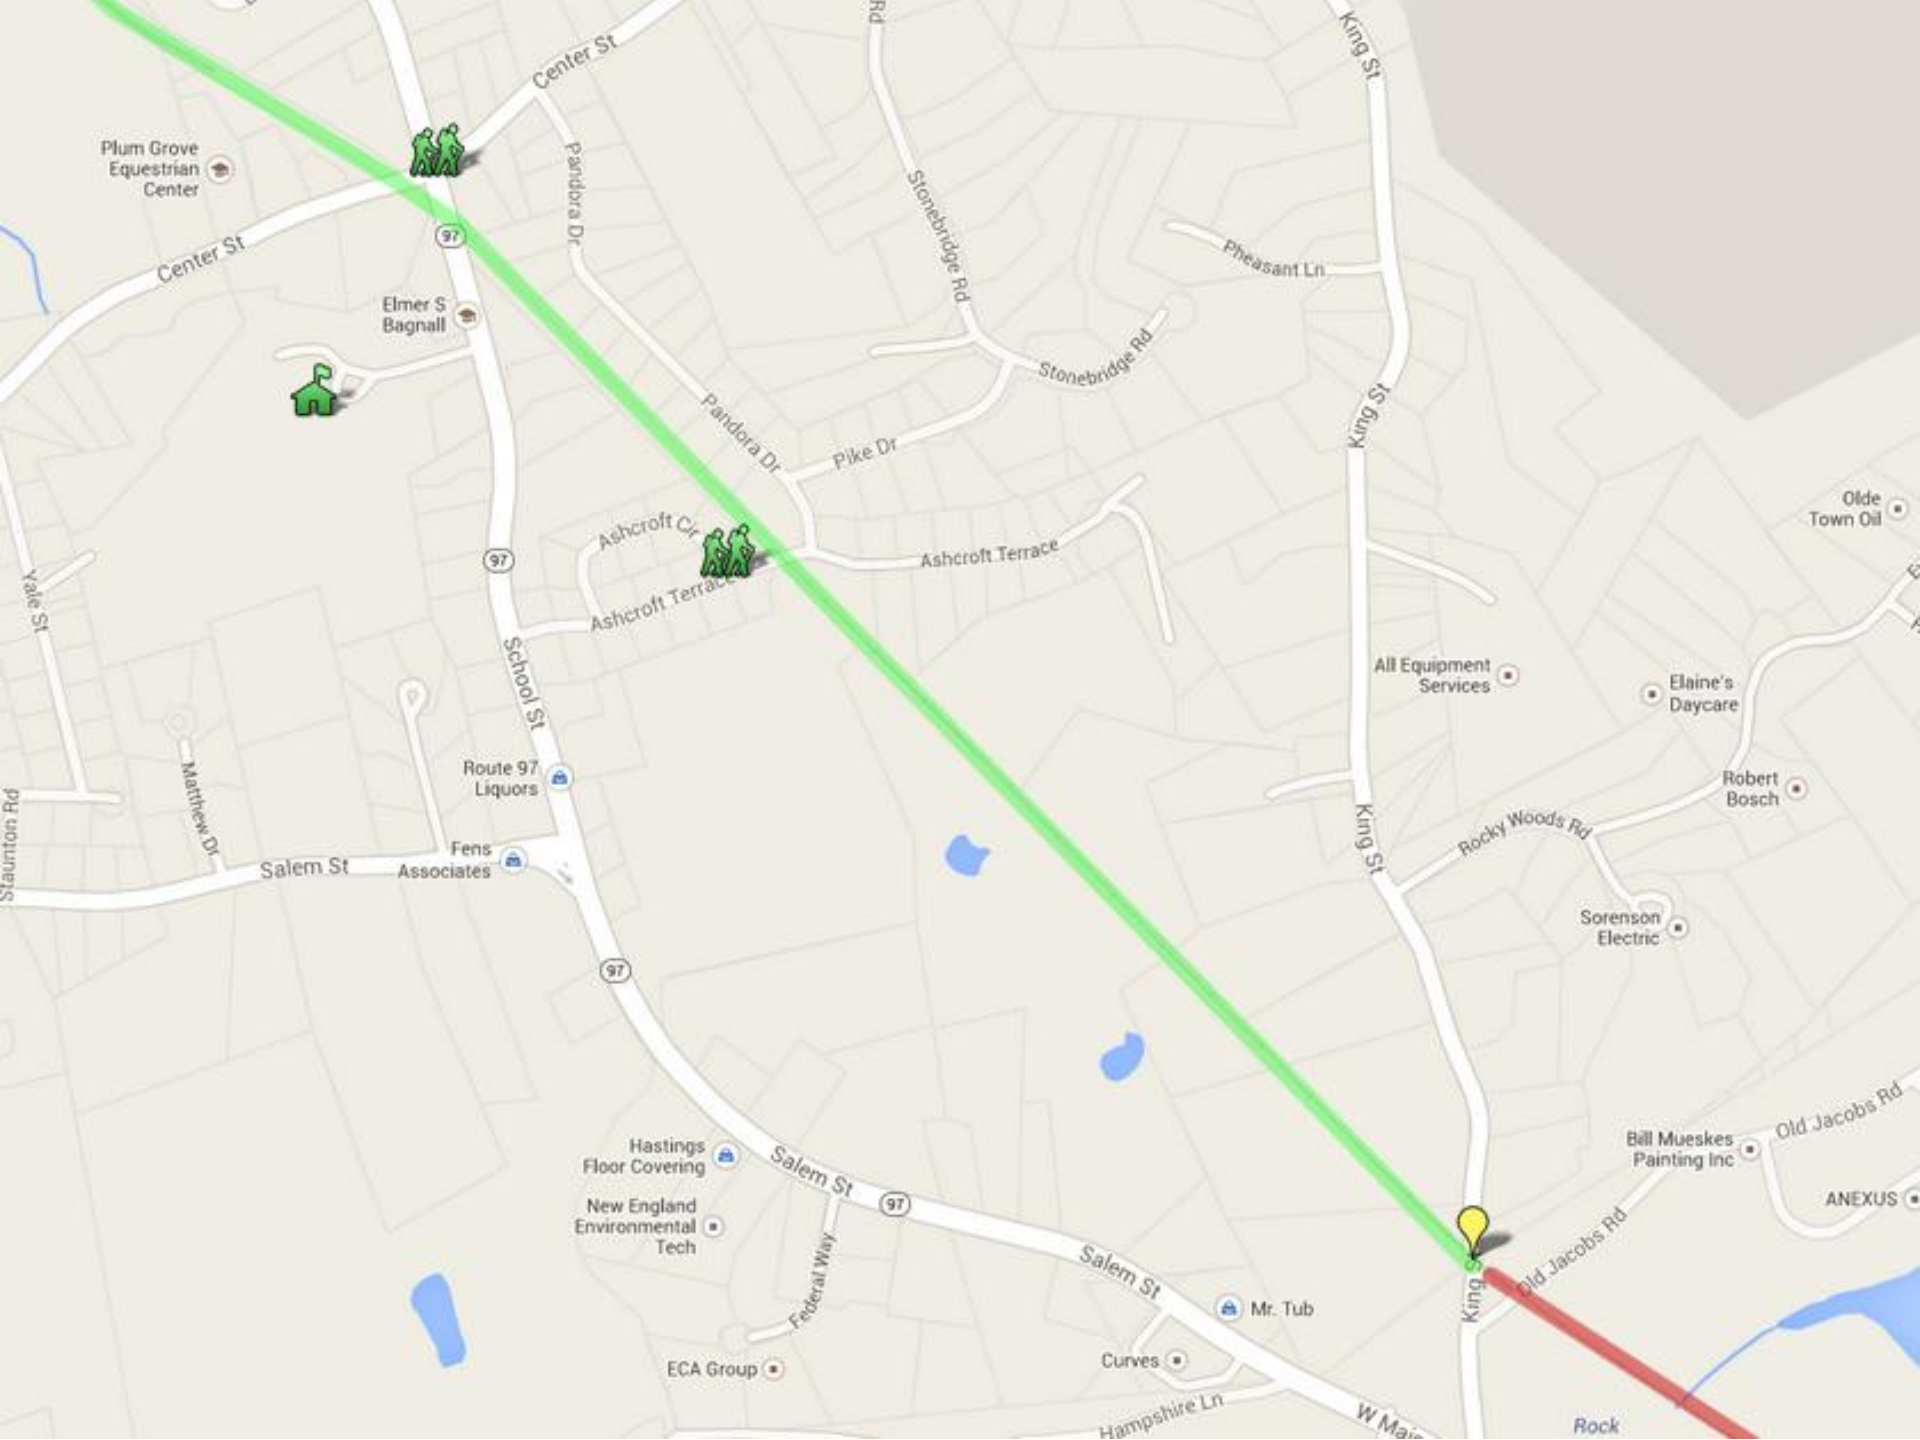 Center St
King St
Rd
Plum Grove
Equestrian
Center
Pandora Dr
Stonebridge Rd
97
Center St
Pheasant Ln
Elmer S
Bagnall
Stonebridge Rd
King St
Pandora Dr
Pike Dr
Olde
Town Oil
Ashcroft Cir
Ashcroft Terrace
97
Ashcroft Terrace
Yale St
School St
All Equipment
Services
Elaine's
Daycare
Route 97
Liquors
Robert
Bosch
Matthew Dr
Staunton Rd
King St
Rocky Woods Rd
Fens
Associates
Salem St
Sorenson
Electric
97
Old Jacobs Rd
Bill Mueskes
Painting Inc
Hastings
Floor Covering
Salem St
ANEXUS
97
New England
Environmental
Tech
Old Jacobs Rd
Federal Way
Salem St
King S
Mr. Tub
Curves
ECA Group
Hampshire Ln
W Mais
Rock